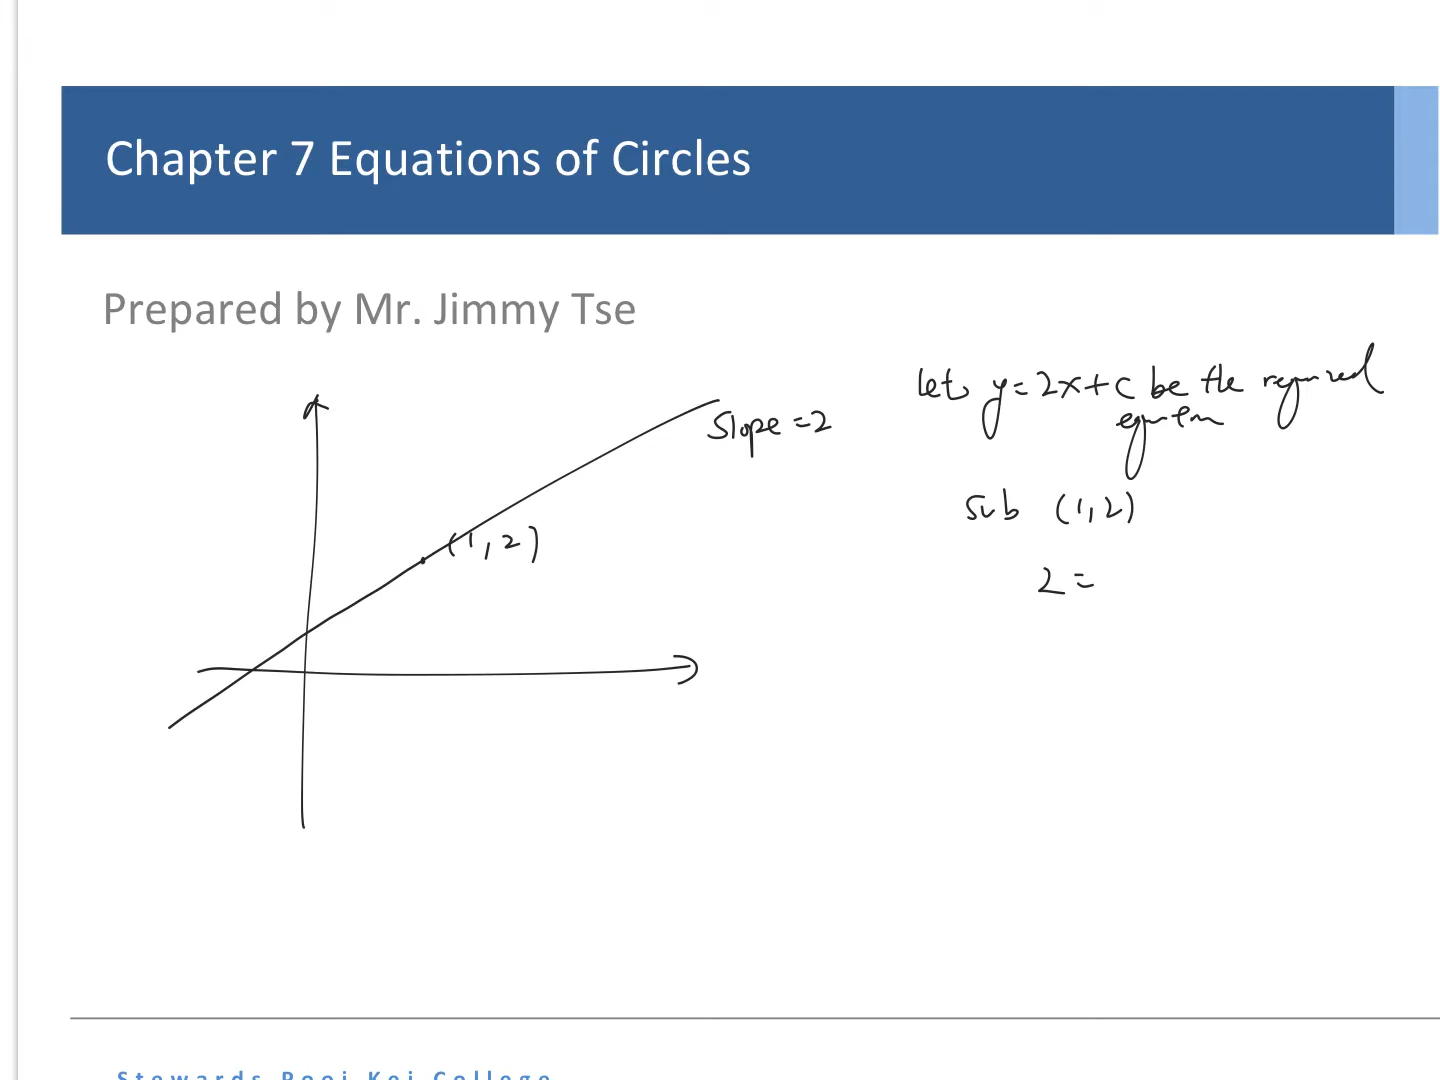 Chapter 7 Equations of Circles
Prepared by Mr. Jimmy Tse
let y=2x+c be the required
equation
Slope=2
sub (1,2)
(1,2)
2=
Stewards Pooi Kei College